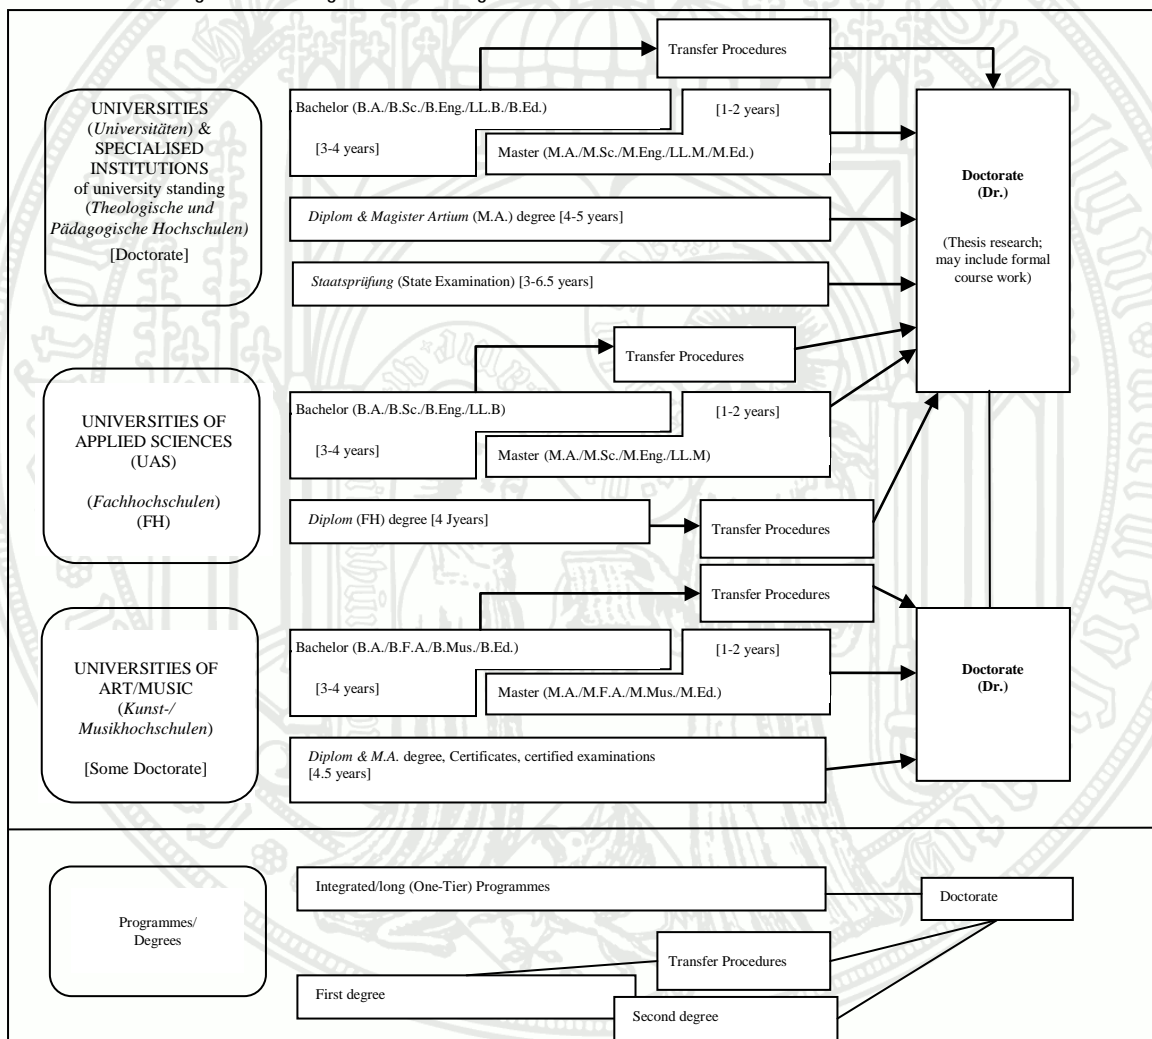 Transfer Procedures
UNIVERSITIES
(Universitäten) &
SPECIALISED
INSTITUTIONS
of university standing
(Theologische und
Pädagogische Hochschulen)
[Doctorate]
Bachelor (B.A./B.Sc./B.Eng./LL.B./B.Ed.)
[3-4 years]
[1-2 years]
Master (M.A./M.Sc./M.Eng./LL.M./M.Ed.)
Diplom & Magister Artium (M.A.) degree [4-5 years]
Staatsprüfung (State Examination) [3-6.5 years]
Doctorate
(Dr.)
(Thesis research;
may include formal
course work)
Transfer Procedures
UNIVERSITIES OF
APPLIED SCIENCES
(UAS)
(Fachhochschulen)
(FH)
Bachelor (B.A./B.Sc./B.Eng./LL.B)
[3-4 years]
[1-2 years]
Master (M.A./M.Sc./M.Eng./LL.M)
Diplom (FH) degree [4 Jyears]
Transfer Procedures
Transfer Procedures
UNIVERSITIES OF
ART/MUSIC
(Kunst-/
Musikhochschulen)
[Some Doctorate]
Bachelor (B.A./B.F.A./B.Mus./B.Ed.)
[3-4 years]
[1-2 years]
Master (M.A./M.F.A./M.Mus./M.Ed.)
Diplom & M.A. degree, Certificates, certified examinations
[4.5 years]
Doctorate
(Dr.)
Programmes/
Degrees
Integrated/long (One-Tier) Programmes
Doctorate
Transfer Procedures
First degree
Second degree